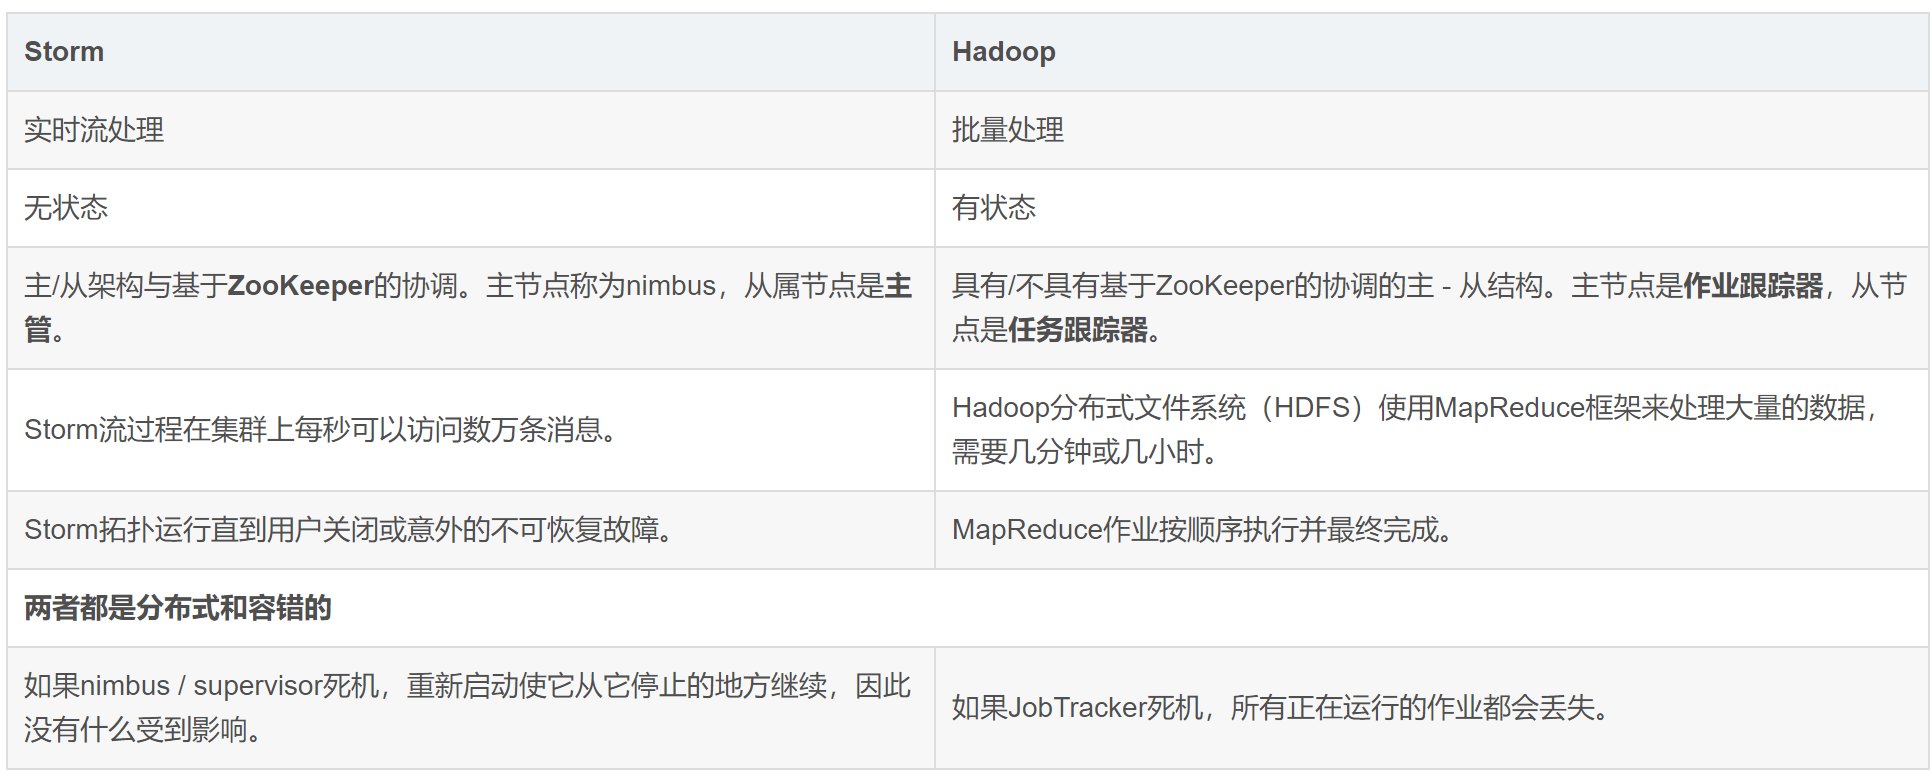 Storm
Hadoop
实时流处理
批量处理
无状态
有状态
主/从架构与基于ZooKeeper的协调。主节点称为nimbus，从属节点是主
管。
具有/不具有基于ZooKeeper的协调的主 - 从结构。主节点是作业跟踪器，从节
点是任务跟踪器。
Storm流过程在集群上每秒可以访问数万条消息。
Hadoop分布式文件系统（HDFS）使用MapReduce框架来处理大量的数据，
需要几分钟或几小时。
Storm拓扑运行直到用户关闭或意外的不可恢复故障。
MapReduce作业按顺序执行并最终完成。
两者都是分布式和容错的
如果nimbus / supervisor死机，重新启动使它从它停止的地方继续，因此
没有什么受到影响。
如果JobTracker死机，所有正在运行的作业都会丢失。